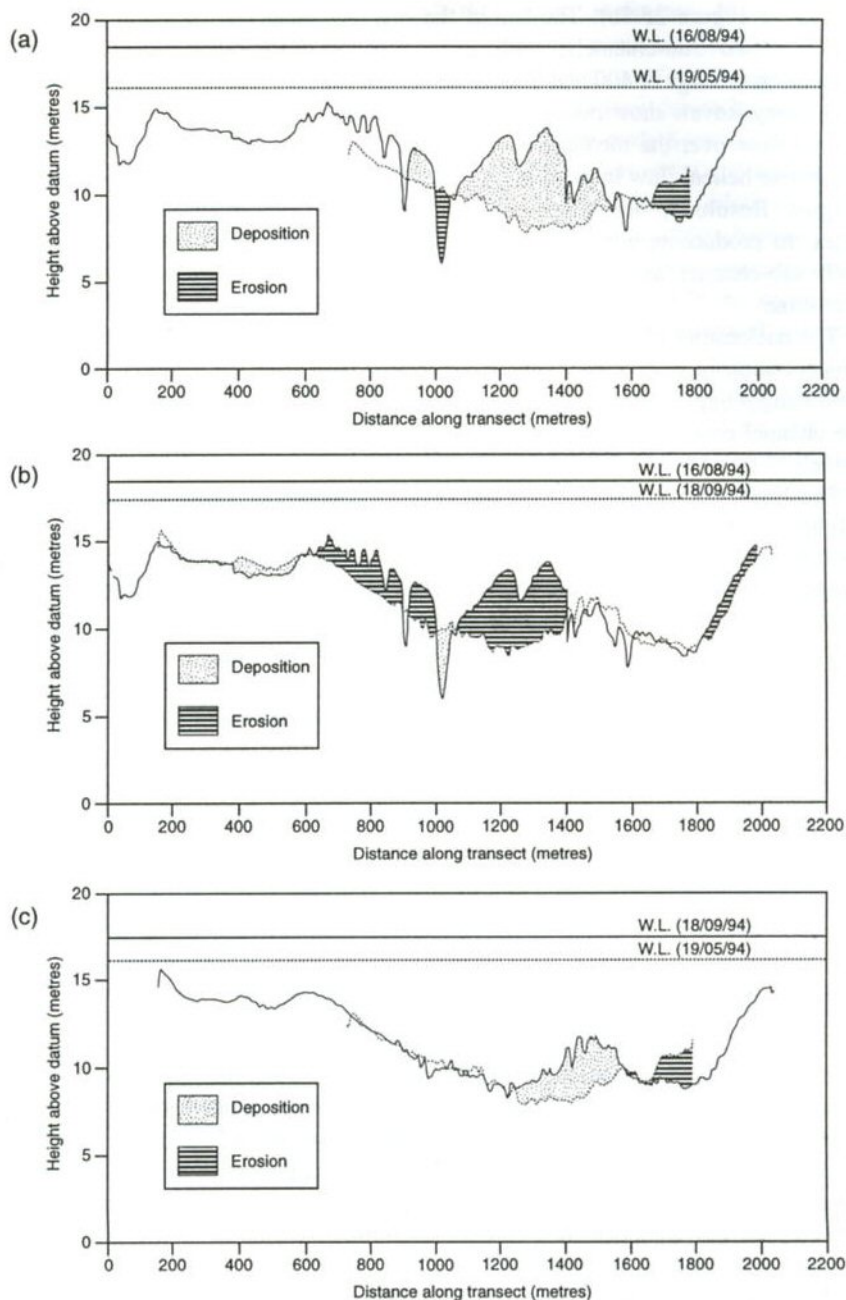 (a)
20
15
10
5
0
Height above datum (metres)
W.L. (16/08/94)
W.L. (19/05/94)
Deposition
Erosion
0 200 400 600 800 1000 1200 1400 1600 1800 2000 2200
Distance along transect (metres)
(b)
20
15
10
5
0
Height above datum (metres)
W.L. (16/08/94)
W.L. (18/09/94)
Deposition
Erosion
0 200 400 600 800 1000 1200 1400 1600 1800 2000 2200
Distance along transect (metres)
(c)
20
15
10
5
0
Height above datum (metres)
W.L. (18/09/94)
W.L. (19/05/94)
Deposition
Erosion
0 200 400 600 800 1000 1200 1400 1600 1800 2000 2200
Distance along transect (metres)